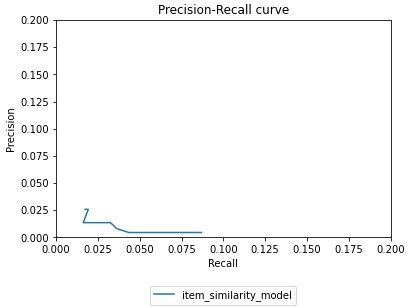 Precision-Recall curve
0.200
0.175
0.150
0.125
0.100
0.075
0.050
0.025
0.000
Precision
0.000 0.025 0.050 0.075 0.100 0.125 0.150 0.175 0.200
Recall
item_similarity_model